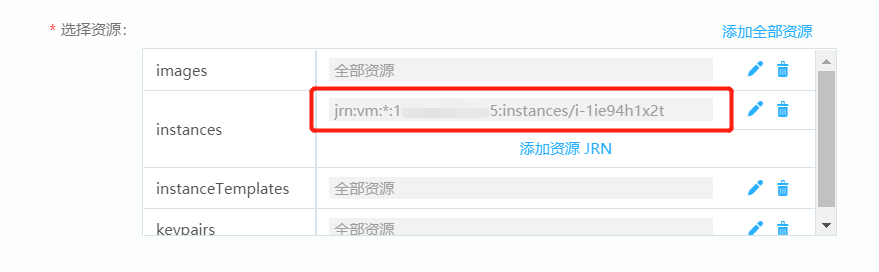 * 选择资源：
添加全部资源
images
全部资源
instances
jrn:vm:*:1 5:instances/i-1ie94h1x2t
添加资源 JRN
instanceTemplates
全部资源
keypairs
全部资源